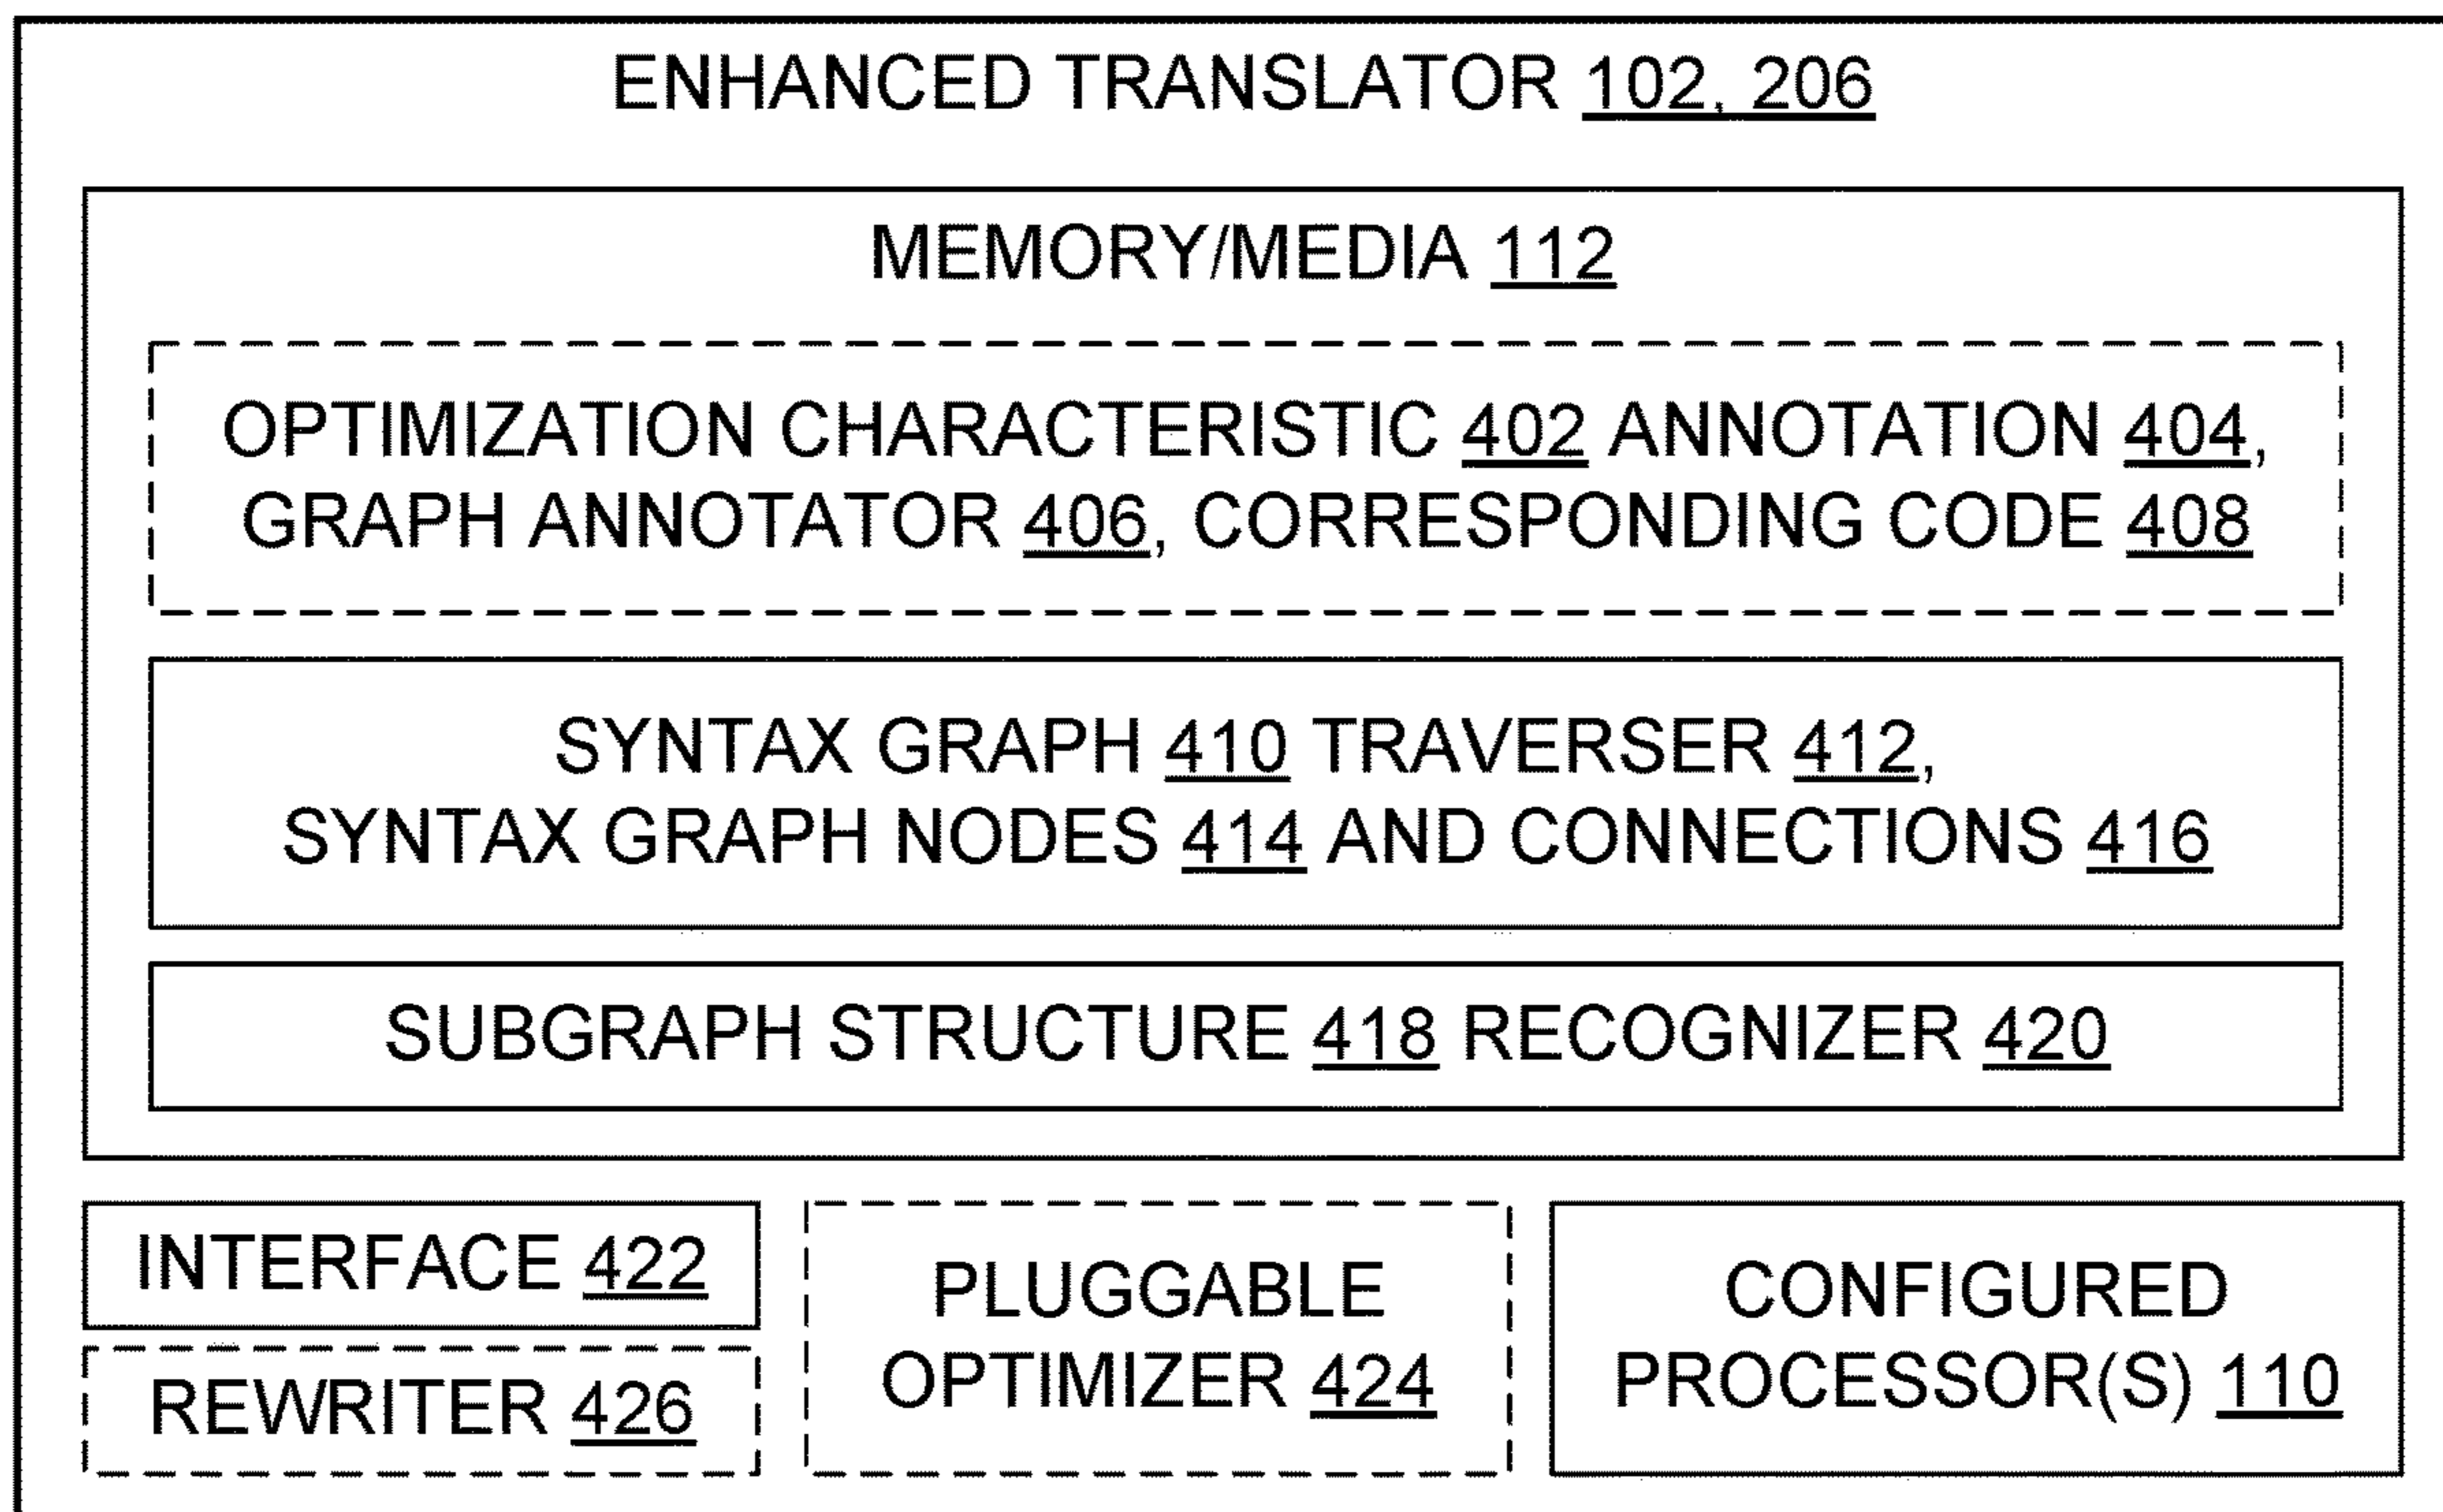 ENHANCED TRANSLATOR 102, 206
MEMORY/MEDIA 112
OPTIMIZATION CHARACTERISTIC 402 ANNOTATION 404,
GRAPH ANNOTATOR 406, CORRESPONDING CODE 408
SYNTAX GRAPH 410 TRAVERSER 412,
SYNTAX GRAPH NODES 414 AND CONNECTIONS 416
SUBGRAPH STRUCTURE 418 RECOGNIZER 420
INTERFACE 422
REWRITER 426
PLUGGABLE
OPTIMIZER 424
CONFIGURED
PROCESSOR(S) 110